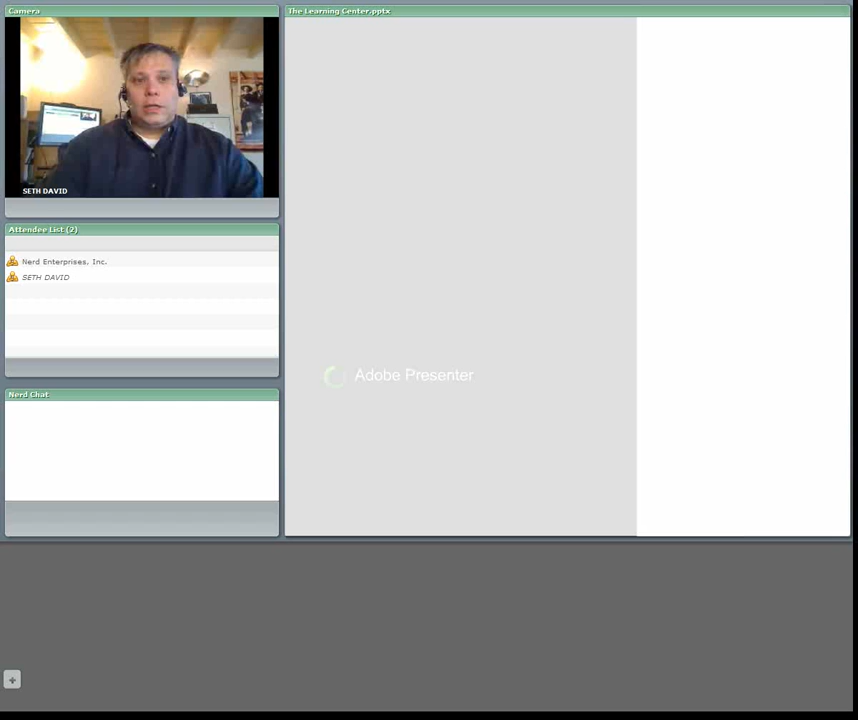 Camera
SETH DAVID
Attendee List (2)
Nerd Enterprises, Inc.
SETH DAVID
Nerd Chat
The Learning Center.pptx
Adobe Presenter